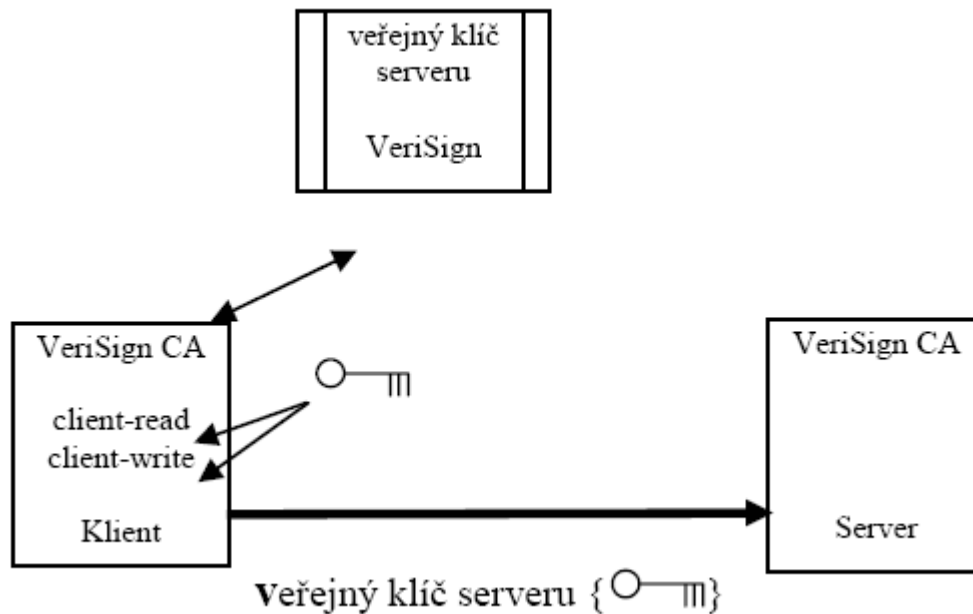 veřejný klíč
serveru
VeriSign
VeriSign CA
client-read
client-write
Klient
VeriSign CA
Server
veřejný klíč serveru { }